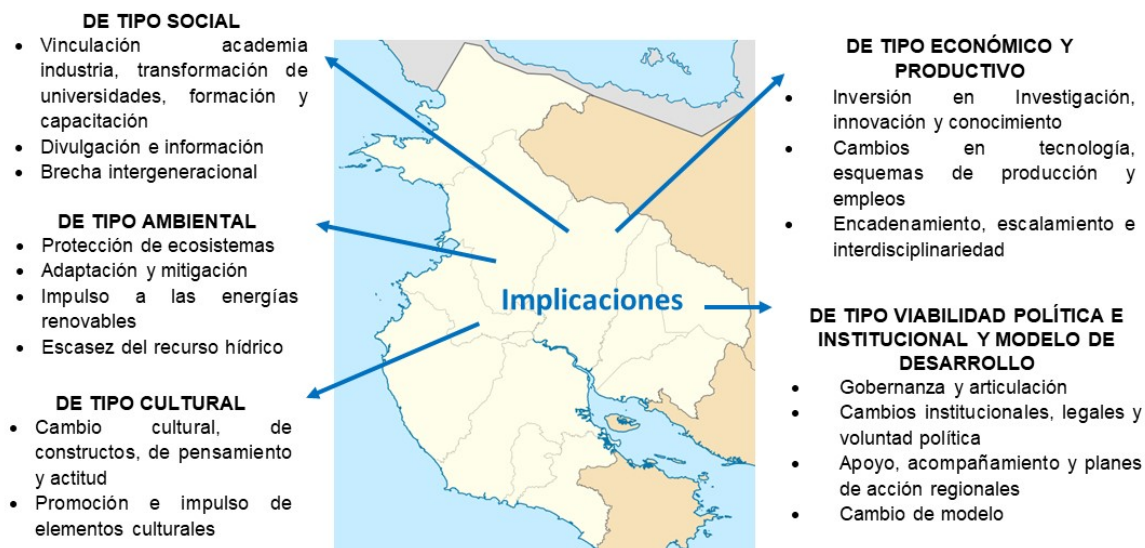 DE TIPO SOCIAL
• Vinculación academia
industria, transformación de
universidades, formación y
capacitación
• Divulgación e información
• Brecha intergeneracional
DE TIPO AMBIENTAL
• Protección de ecosistemas
• Adaptación y mitigación
• Impulso a las energías
renovables
• Escasez del recurso hídrico
DE TIPO CULTURAL
• Cambio cultural, de
constructos, de pensamiento
y actitud
• Promoción e impulso de
elementos culturales
Implicaciones
DE TIPO ECONÓMICO Y
PRODUCTIVO
• Inversión en Investigación,
innovación y conocimiento
• Cambios en tecnología,
esquemas de producción y
empleos
• Encadenamiento, escalamiento e
interdisciplinariedad
DE TIPO VIABILIDAD POLÍTICA E
INSTITUCIONAL Y MODELO DE
DESARROLLO
• Gobernanza y articulación
• Cambios institucionales, legales y
voluntad política
• Apoyo, acompañamiento y planes
de acción regionales
• Cambio de modelo